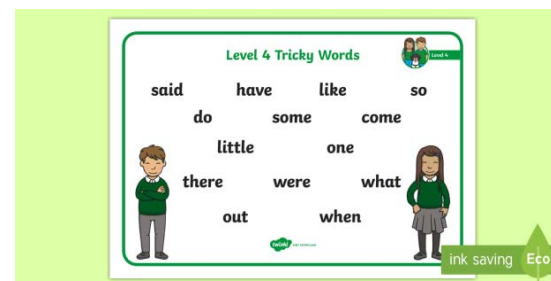 Level 4 Tricky Words
Level 4
said have like so
do some come
little one
there were what
out when
twinkl
ink saving Eco